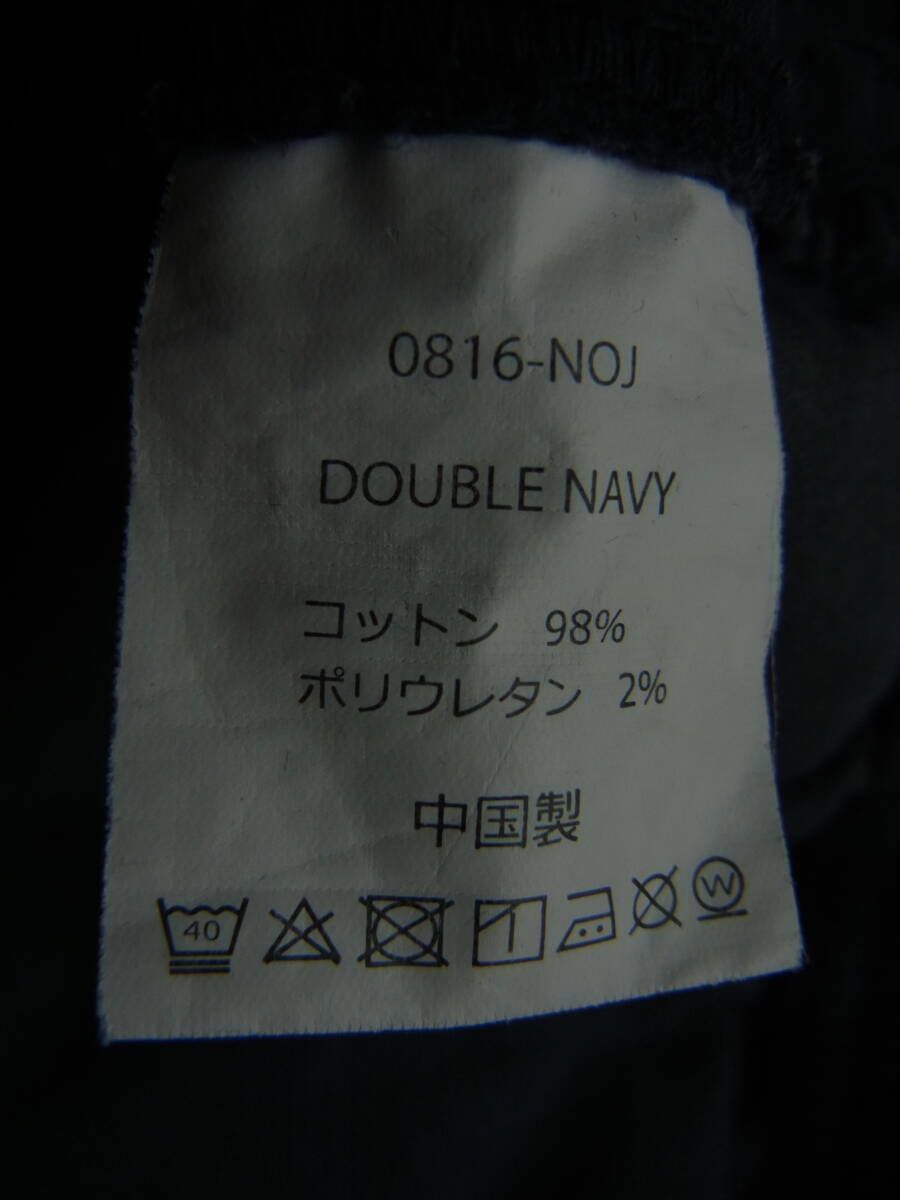 0816-NOJ
DOUBLE NAVY
コットン 98%
ポリウレタン 2%
中国製
40 W